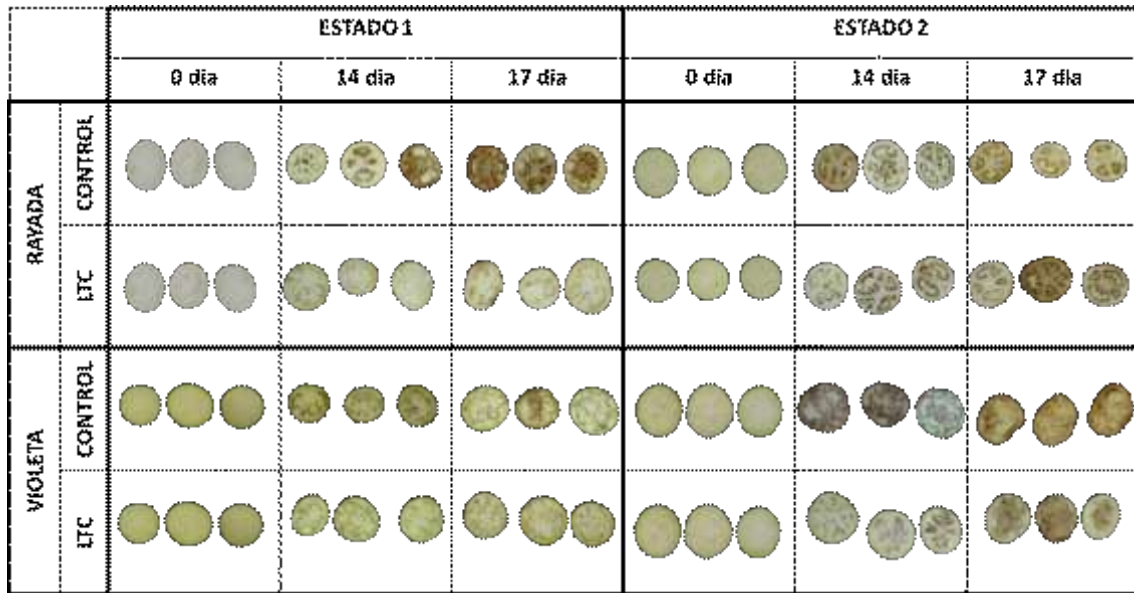 ESTADO 1 ESTADO 2
0 dia 14 dia 17 dia 0 dia 14 dia 17 dia
RAYADA
CONTROL
LTC
VIOLETA
CONTROL
LTC